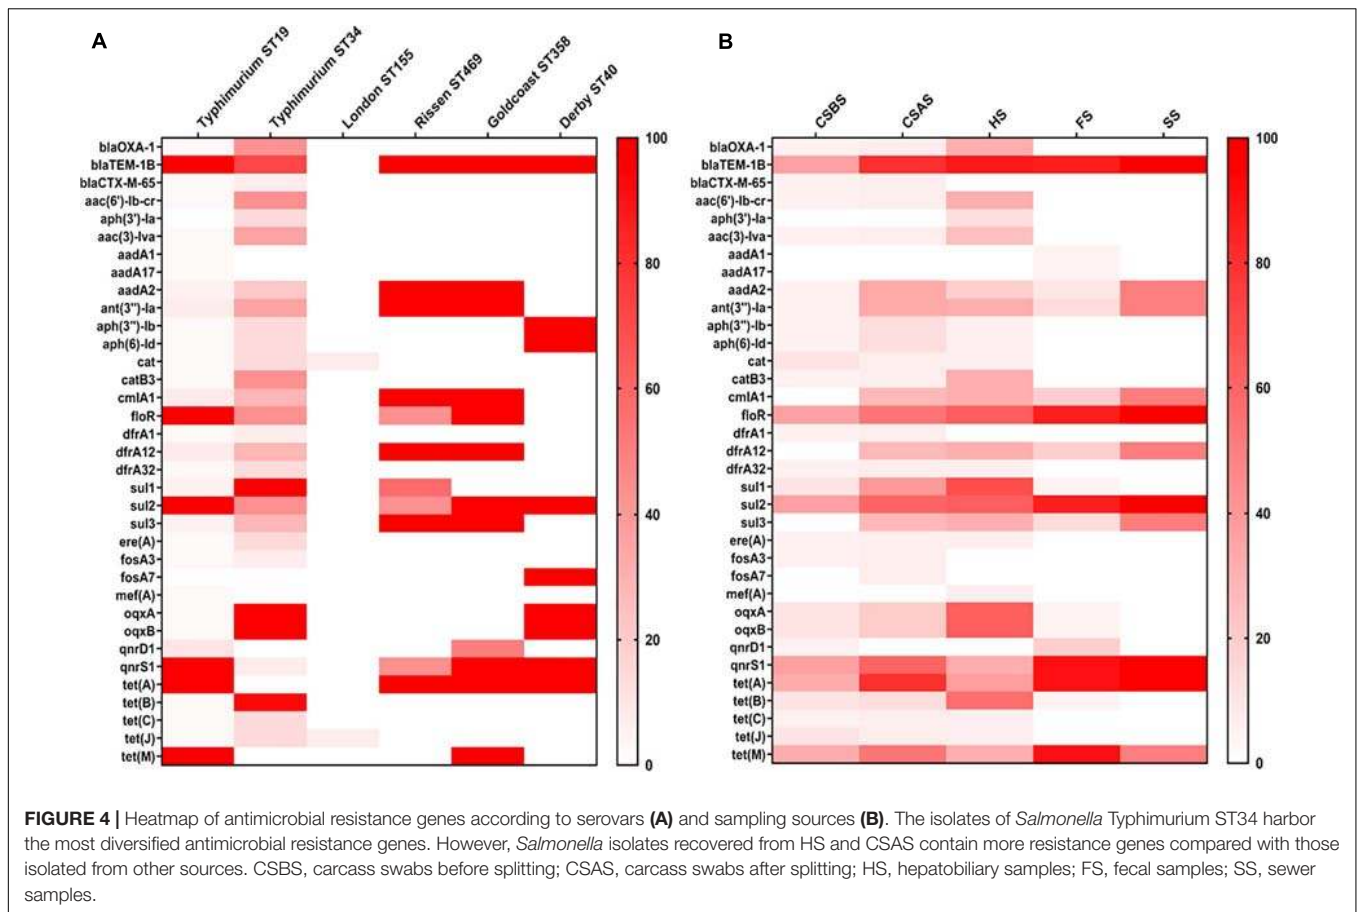 A
Typhimurium ST19
Typhimurium ST34
London ST155
Rissen ST469
Goldcoast ST358
Derby ST40
blaOXA-1
blaTEM-1B
blaCTX-M-65
aac(6')-Ib-cr
aph(3')-Ia
aac(3)-Iva
aadA1
aadA17
aadA2
ant(3'')-Ia
aph(3'')-Ib
aph(6)-Id
cat
catB3
cmlA1
floR
dfrA1
dfrA12
dfrA32
sul1
sul2
sul3
ere(A)
fosA3
fosA7
mef(A)
oqxA
oqxB
qnrD1
qnrS1
tet(A)
tet(B)
tet(C)
tet(J)
tet(M)
100
80
60
40
20
0
B
CSBS
CSAS
HS
FS
SS
blaOXA-1
blaTEM-1B
blaCTX-M-65
aac(6')-Ib-cr
aph(3')-Ia
aac(3)-Iva
aadA1
aadA17
aadA2
ant(3'')-Ia
aph(3'')-Ib
aph(6)-Id
cat
catB3
cmlA1
floR
dfrA1
dfrA12
dfrA32
sul1
sul2
sul3
ere(A)
fosA3
fosA7
mef(A)
oqxA
oqxB
qnrD1
qnrS1
tet(A)
tet(B)
tet(C)
tet(J)
tet(M)
100
80
60
40
20
0
FIGURE 4 | Heatmap of antimicrobial resistance genes according to serovars (A) and sampling sources (B). The isolates of Salmonella Typhimurium ST34 harbor
the most diversified antimicrobial resistance genes. However, Salmonella isolates recovered from HS and CSAS contain more resistance genes compared with those
isolated from other sources. CSBS, carcass swabs before splitting; CSAS, carcass swabs after splitting; HS, hepatobiliary samples; FS, fecal samples; SS, sewer
samples.